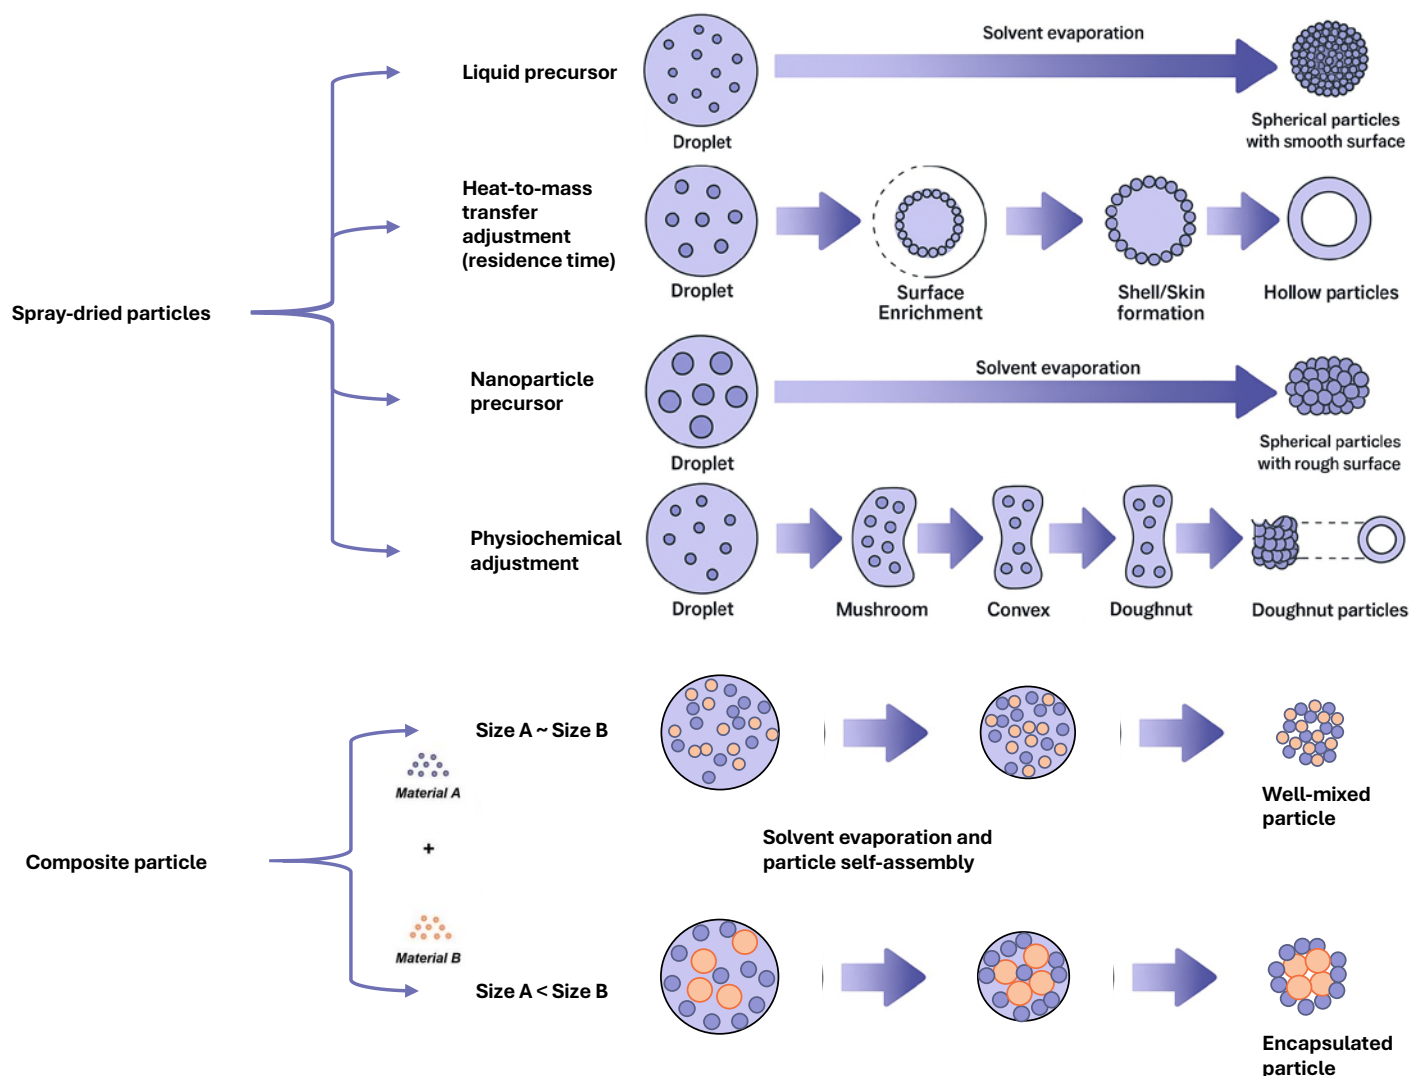 Spray-dried particles
Liquid precursor
Droplet
Solvent evaporation
Spherical particles
with smooth surface
Heat-to-mass
transfer
adjustment
(residence time)
Droplet
Surface
Enrichment
Shell/Skin
formation
Hollow particles
Nanoparticle
precursor
Droplet
Solvent evaporation
Spherical particles
with rough surface
Physiochemical
adjustment
Droplet
Mushroom
Convex
Doughnut
Doughnut particles
Composite particle
Material A
+
Material B
Size A ~ Size B
Well-mixed
particle
Solvent evaporation and
particle self-assembly
Size A < Size B
Encapsulated
particle